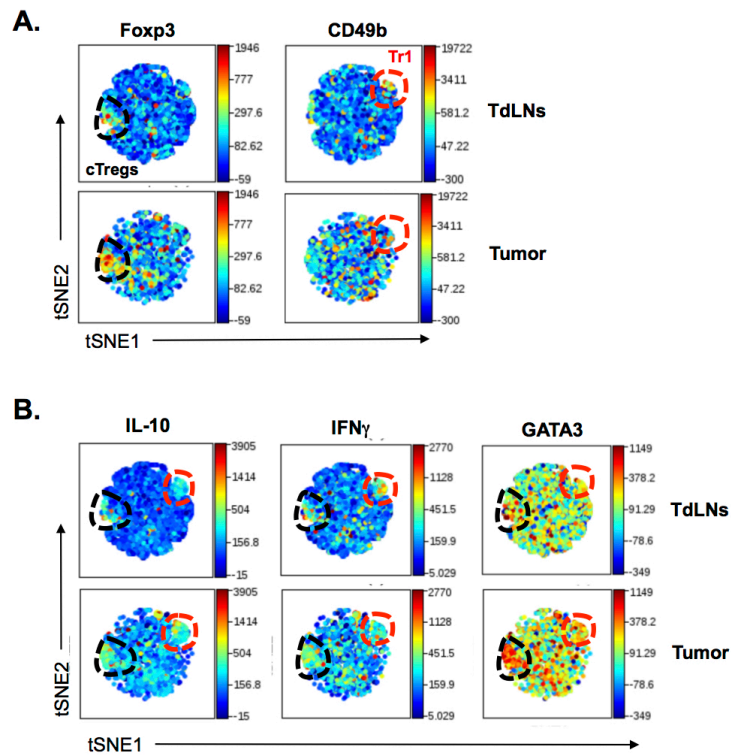 A.
Foxp3 CD49b
1946 19722
Tr1
777 3411
297.6 581.2 TdLNs
82.62 47.22
cTregs
-59 -300
1946 19722
777 3411
297.6 581.2 Tumor
82.62 47.22
-59 -300
tSNE2
tSNE1
B.
IL-10 IFNγ GATA3
3905 2770 1149
1414 1128 378.2
504 41.5 91.29 TdLNs
156.8 159.9 -78.6
-15 5.029 -349
3905 2770 1149
1414 1128 378.2
504 451.5 91.29 Tumor
156.8 159.9 -78.6
-15 5.029 349
tSNE2
tSNE1